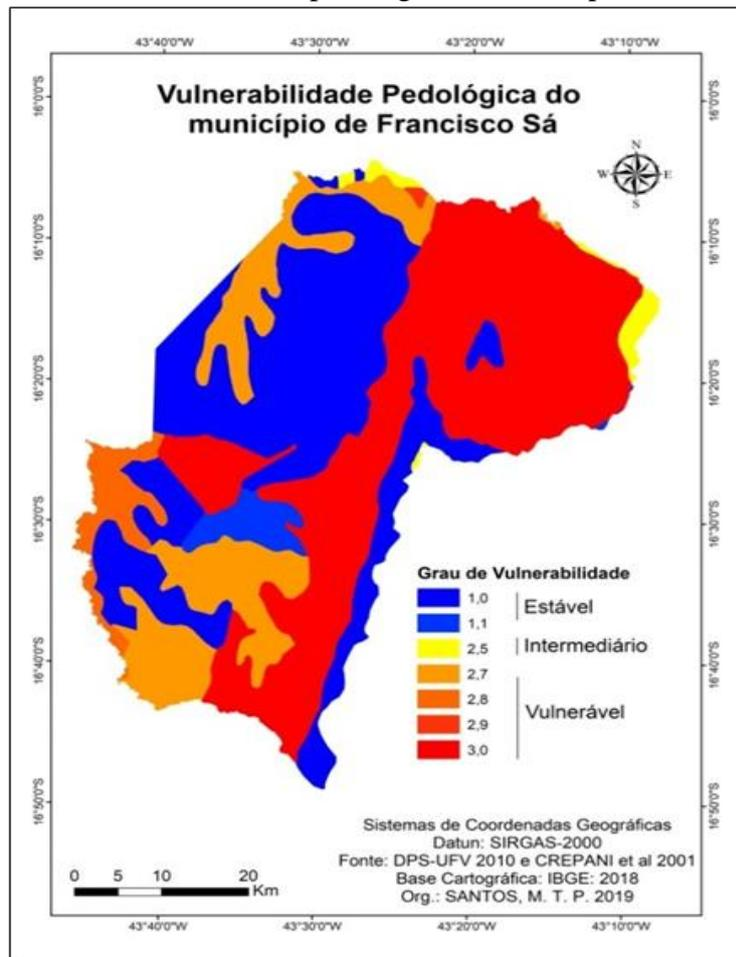 43°40'0"W 43°30'0"W 43°20'0"W 43°10'0"W
Vulnerabilidade Pedológica do
município de Francisco Sá
N
W E
S
16°0'0"S 16°0'0"S
16°10'0"S 16°10'0"S
16°20'0"S 16°20'0"S
16°30'0"S 16°30'0"S
16°40'0"S 16°40'0"S
16°50'0"S 16°50'0"S
Grau de Vulnerabilidade
1,0
Estável
1,1
2,5 Intermediário
2,7
2,8
Vulnerável
2,9
3,0
Sistemas de Coordenadas Geográficas
Datun: SIRGAS-2000
Fonte: DPS-UFV 2010 e CREPANI et al 2001
Base Cartográfica: IBGE: 2018
Org.: SANTOS, M. T. P. 2019
0 5 10 20
Km
43°40'0"W 43°30'0"W 43°20'0"W 43°10'0"W